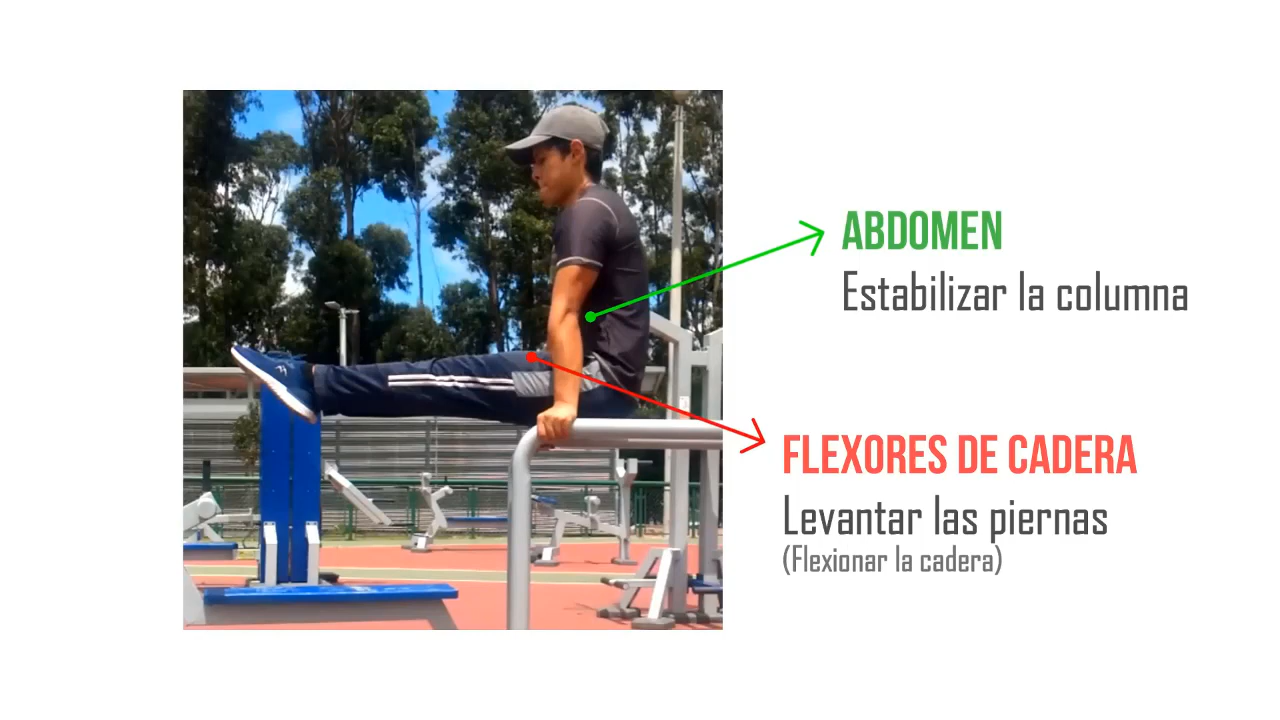 ABDOMEN
Estabilizar la columna
FLEXORES DE CADERA
Levantar las piernas
(Flexionar la cadera)